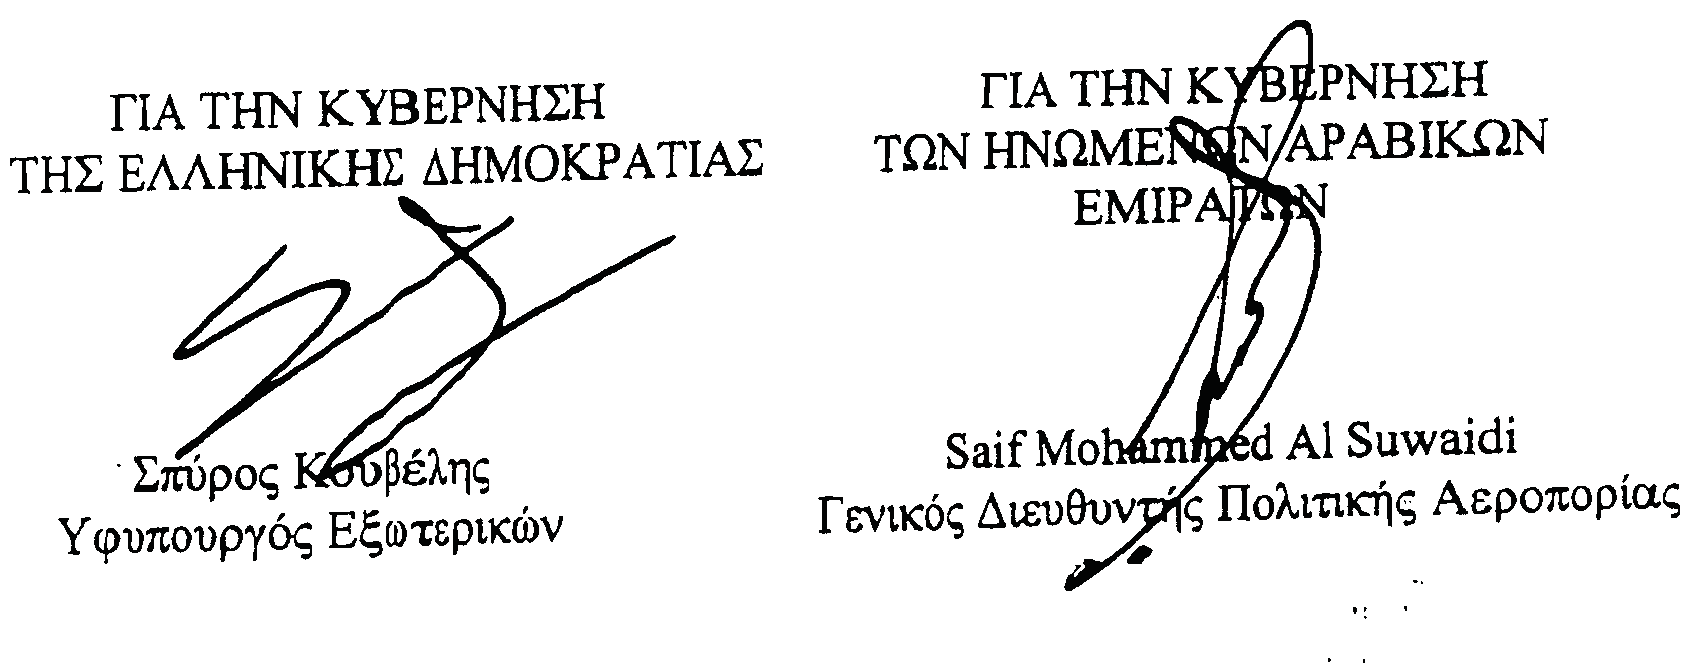 ΓΙΑ ΤΗΝ ΚΥΒΕΡΝΗΣΗ
ΤΗΣ ΕΛΛΗΝΙΚΗΣ ΔΗΜΟΚΡΑΤΙΑΣ
Σπύρος Κουβέλης
Υφυπουργός Εξωτερικών
ΓΙΑ ΤΗΝ ΚΥΒΕΡΝΗΣΗ
ΤΩΝ ΗΝΩΜΕΝΩΝ ΑΡΑΒΙΚΩΝ
ΕΜΙΡΑΤΩΝ
Saif Mohammed Al Suwaidi
Γενικός Διευθυντής Πολιτικής Αεροπορίας